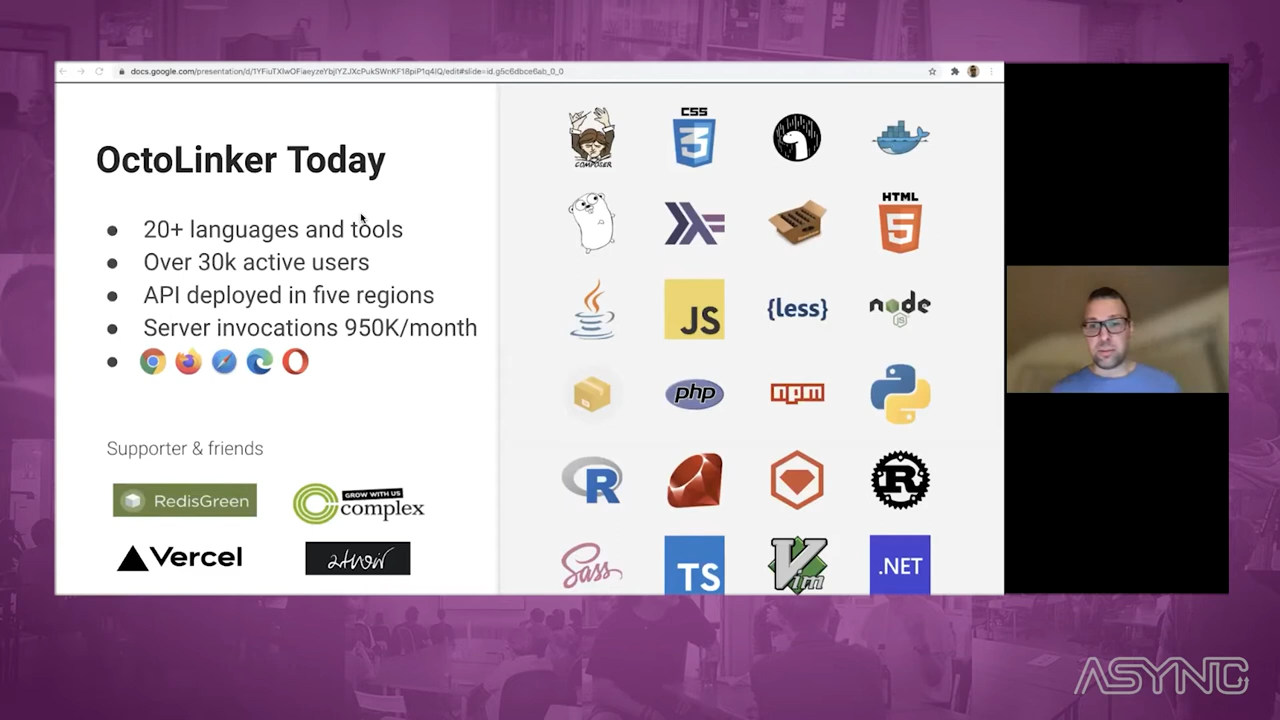 docs.google.com/presentation/d/1YFiuTXIwOFiaeyzeYbjIYZJXcPukSWnKF18piP1q4IQ/edit#slide=id.g5c6dbce6ab_0_0
OctoLinker Today
20+ languages and tools
Over 30k active users
API deployed in five regions
Server invocations 950K/month
Supporter & friends
RedisGreen
GROW WITH US
complex
Vercel
COMPOSER
CSS
3
HTML
5
JS
{less}
node
JS
php
npm
R
R
Sass
TS
Vim
.NET
ASYNC